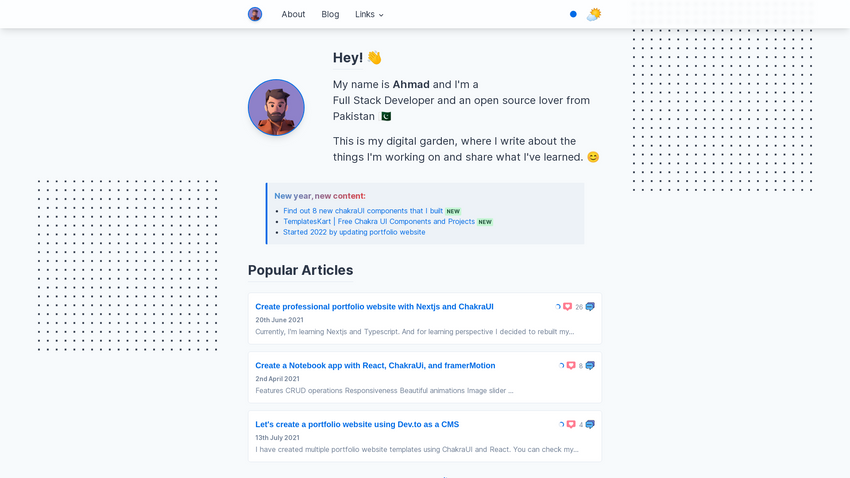 About Blog Links
Hey! 👋
My name is Ahmad and I'm a
Full Stack Developer and an open source lover from
Pakistan 🇵🇰
This is my digital garden, where I write about the
things I'm working on and share what I've learned. 😊
New year, new content:
Find out 8 new chakraUI components that I built NEW
TemplatesKart | Free Chakra UI Components and Projects NEW
Started 2022 by updating portfolio website
Popular Articles
Create professional portfolio website with Nextjs and ChakraUI 26
20th June 2021
Currently, I'm learning Nextjs and Typescript. And for learning perspective I decided to rebuilt my...
Create a Notebook app with React, ChakraUi, and framerMotion 8
2nd April 2021
Features CRUD operations Responsiveness Beautiful animations Image slider ...
Let's create a portfolio website using Dev.to as a CMS 4
13th July 2021
I have created multiple portfolio website templates using ChakraUI and React. You can check my...